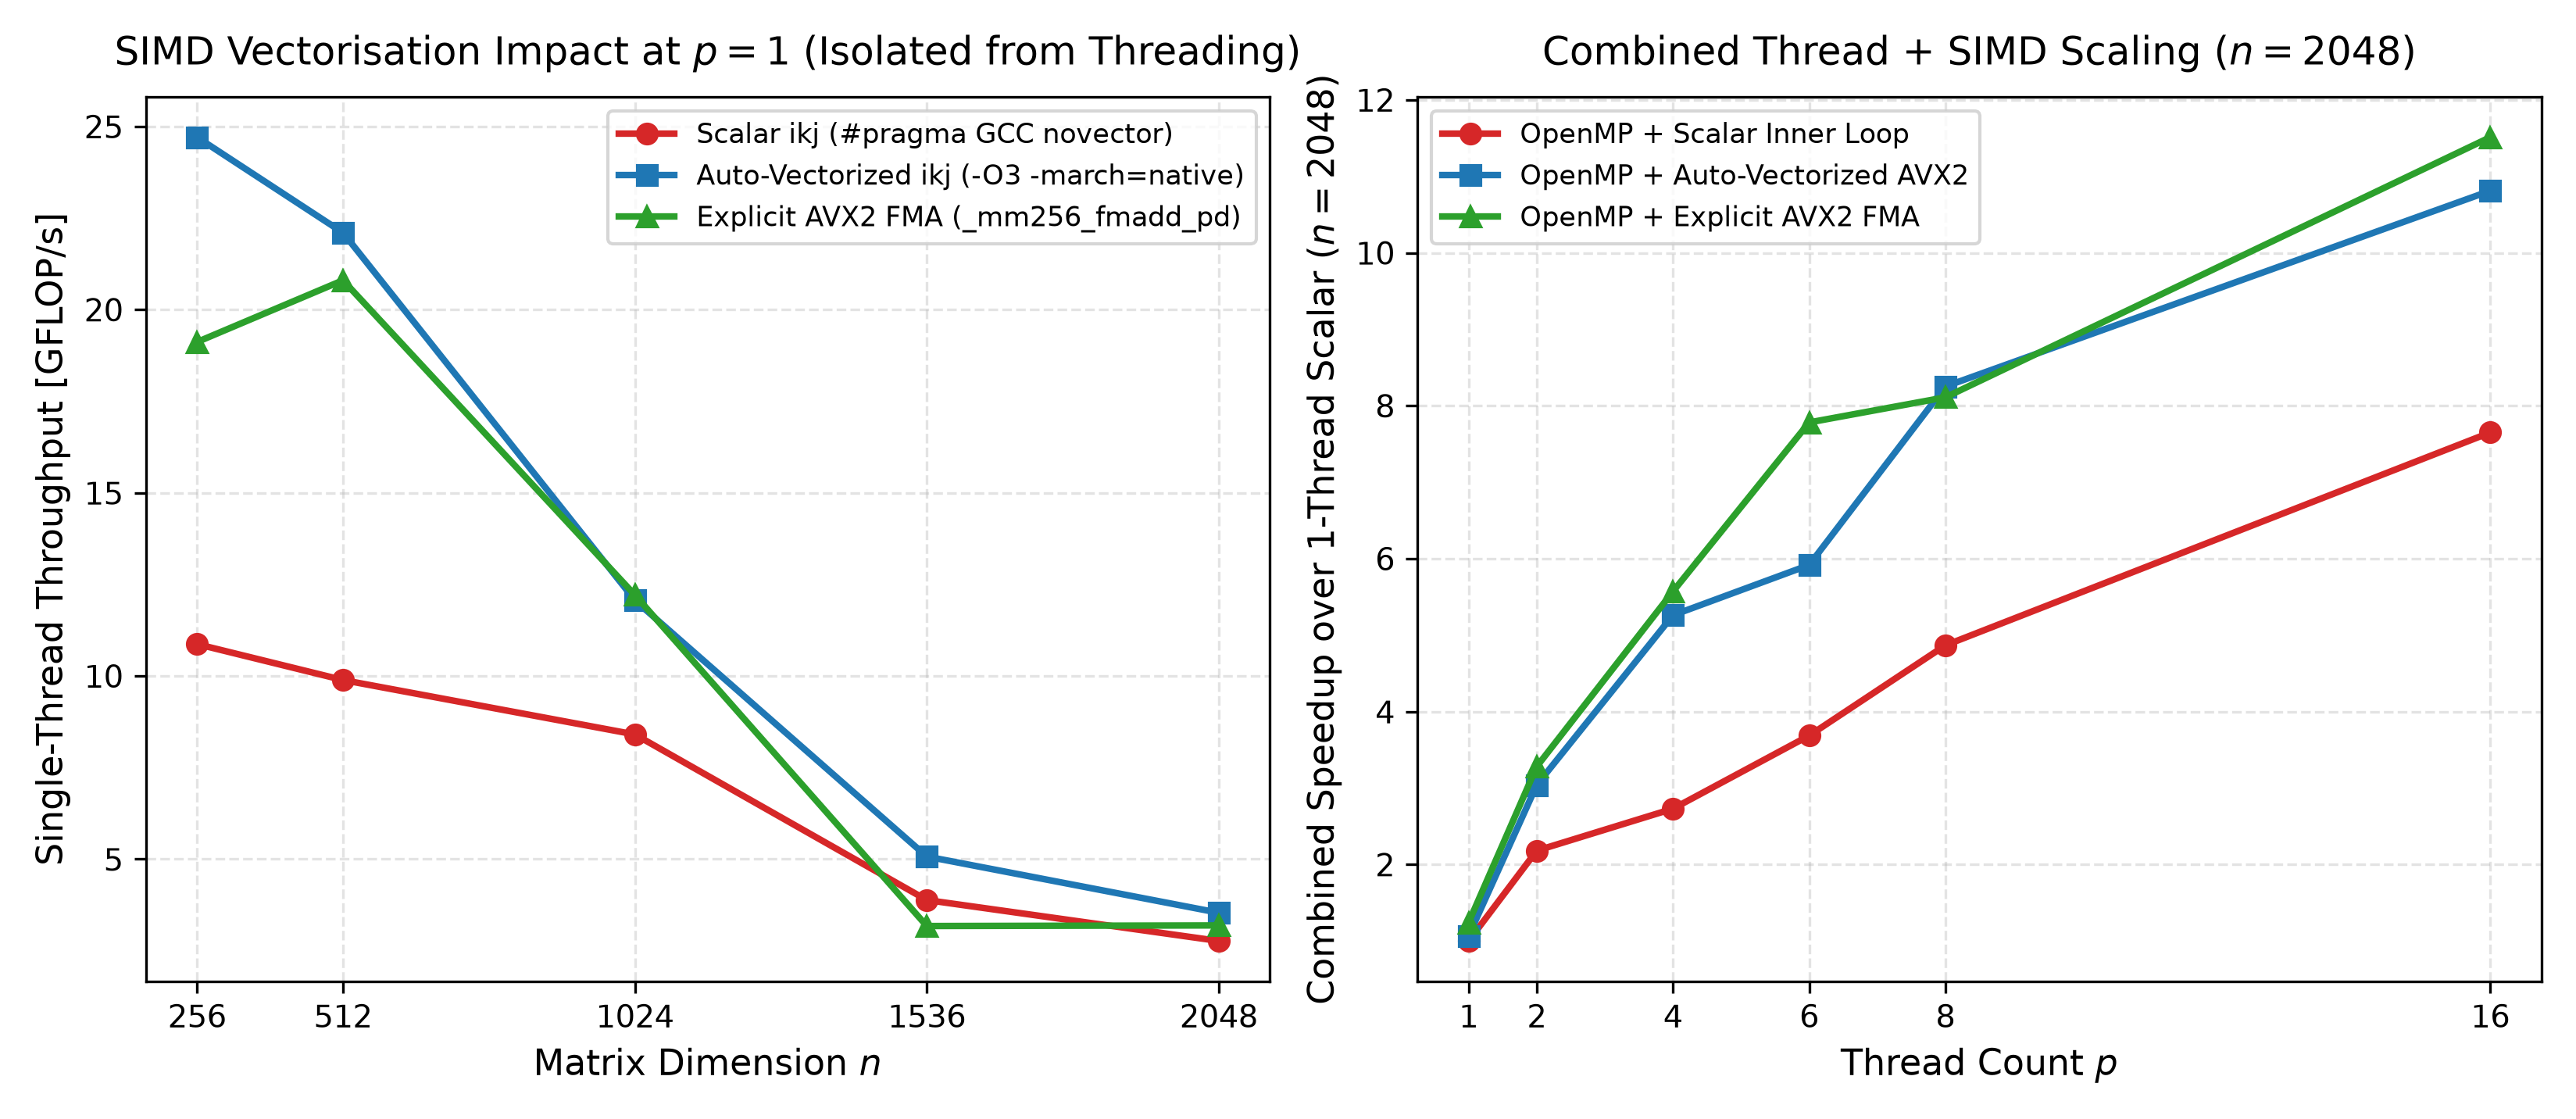 SIMD Vectorisation Impact at p = 1 (Isolated from Threading)
Single-Thread Throughput [GFLOP/s]
25
20
15
10
5
Scalar ikj (#pragma GCC novector)
Auto-Vectorized ikj (-O3 -march=native)
Explicit AVX2 FMA (_mm256_fmadd_pd)
256 512 1024 1536 2048
Matrix Dimension n
Combined Thread + SIMD Scaling (n = 2048)
Combined Speedup over 1-Thread Scalar (n = 2048)
12
10
8
6
4
2
OpenMP + Scalar Inner Loop
OpenMP + Auto-Vectorized AVX2
OpenMP + Explicit AVX2 FMA
1 2 4 6 8 16
Thread Count p